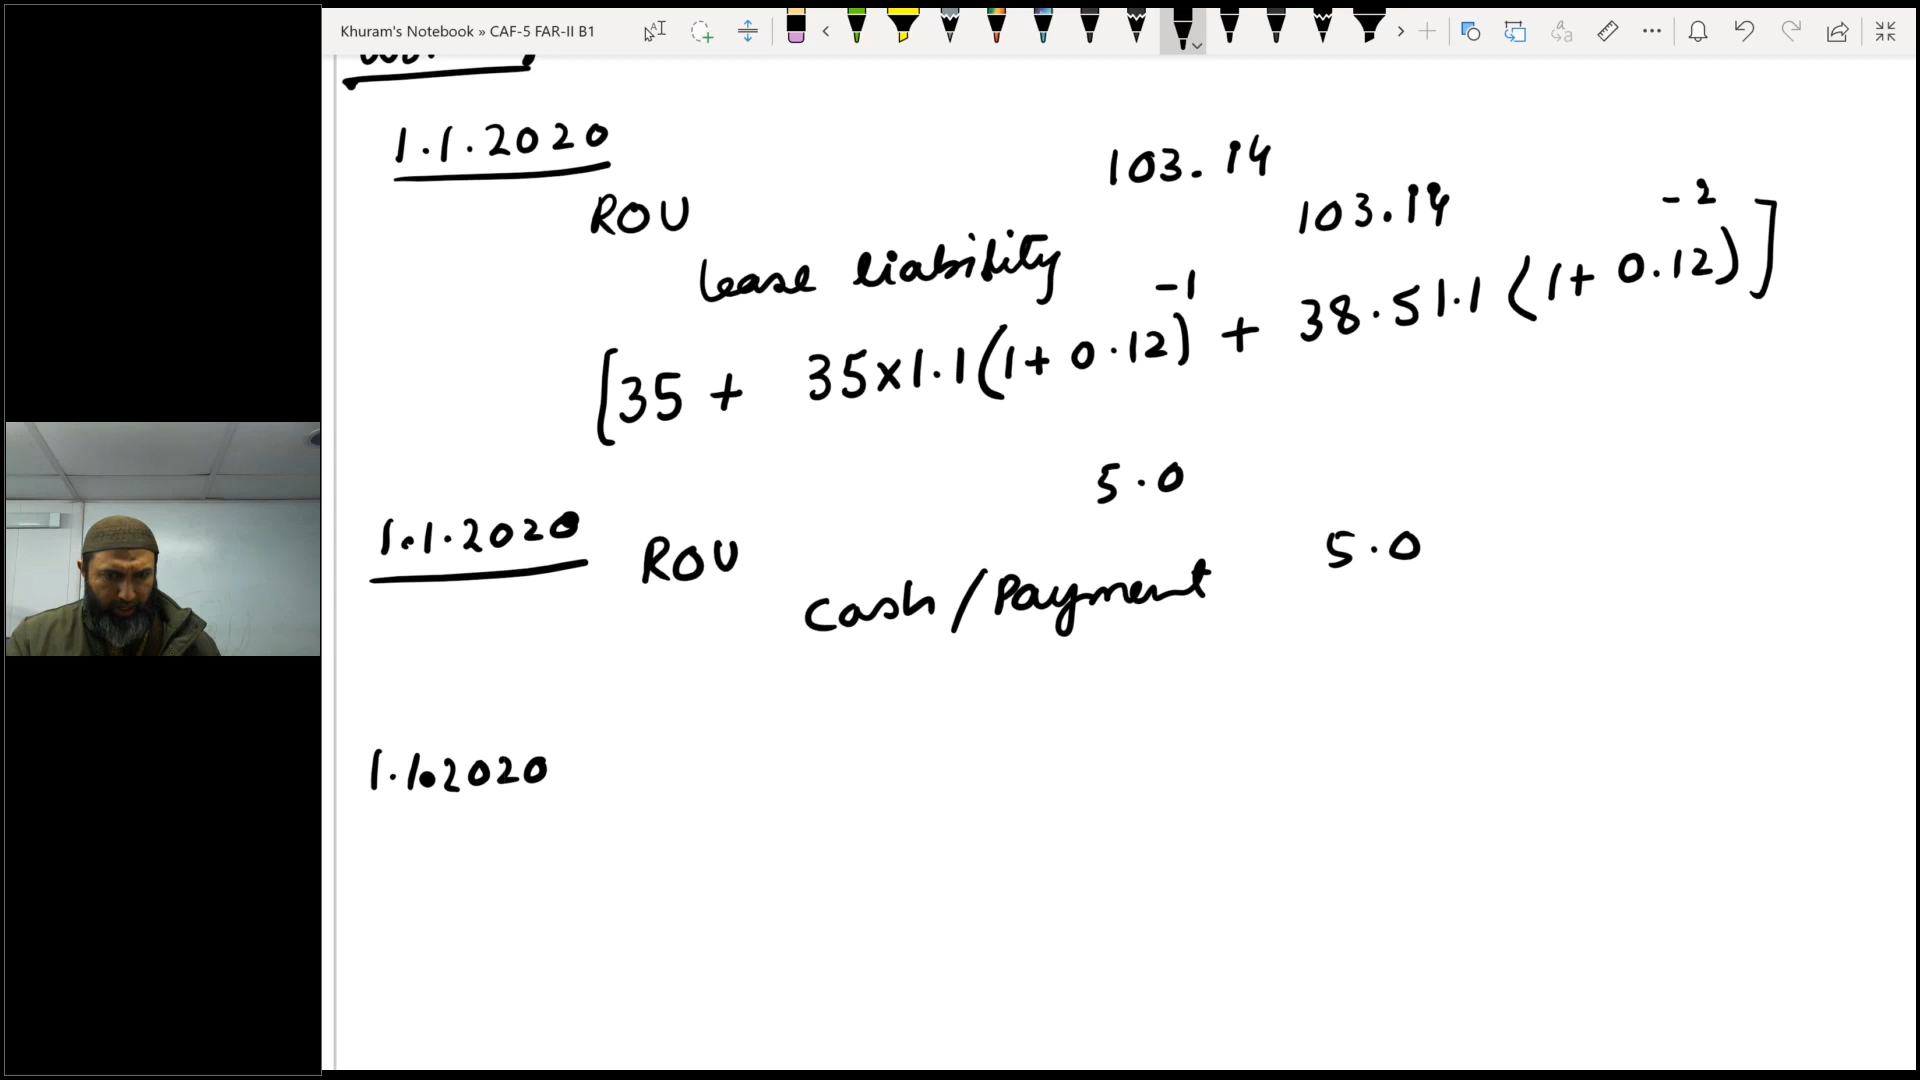 Khuram's Notebook » CAF-5 FAR-II B1
1.1.2020
103.14
ROU
103.14
lease liability
[35 + 35x1.1(1+0.12)-1 + 38.51.1(1+0.12)-2]
5.0
1.1.2020
ROU
5.0
Cash/Payment
1.1.2020